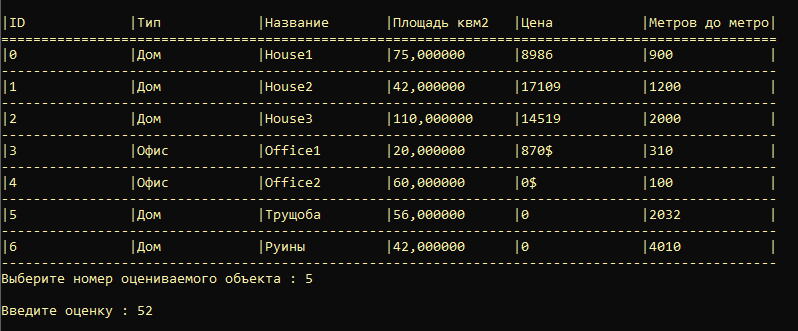 |ID |Тип |Название |Площадь квм2 |Цена |Метров до метро|
=================================================================================================
|0 |Дом |House1 |75,000000 |8986 |900 |
-------------------------------------------------------------------------------------------------
|1 |Дом |House2 |42,000000 |17109 |1200 |
-------------------------------------------------------------------------------------------------
|2 |Дом |House3 |110,000000 |14519 |2000 |
-------------------------------------------------------------------------------------------------
|3 |Офис |Office1 |20,000000 |870$ |310 |
-------------------------------------------------------------------------------------------------
|4 |Офис |Office2 |60,000000 |0$ |100 |
-------------------------------------------------------------------------------------------------
|5 |Дом |Трущоба |56,000000 |0 |2032 |
-------------------------------------------------------------------------------------------------
|6 |Дом |Руины |42,000000 |0 |4010 |
-------------------------------------------------------------------------------------------------
Выберите номер оцениваемого объекта : 5
Введите оценку : 52